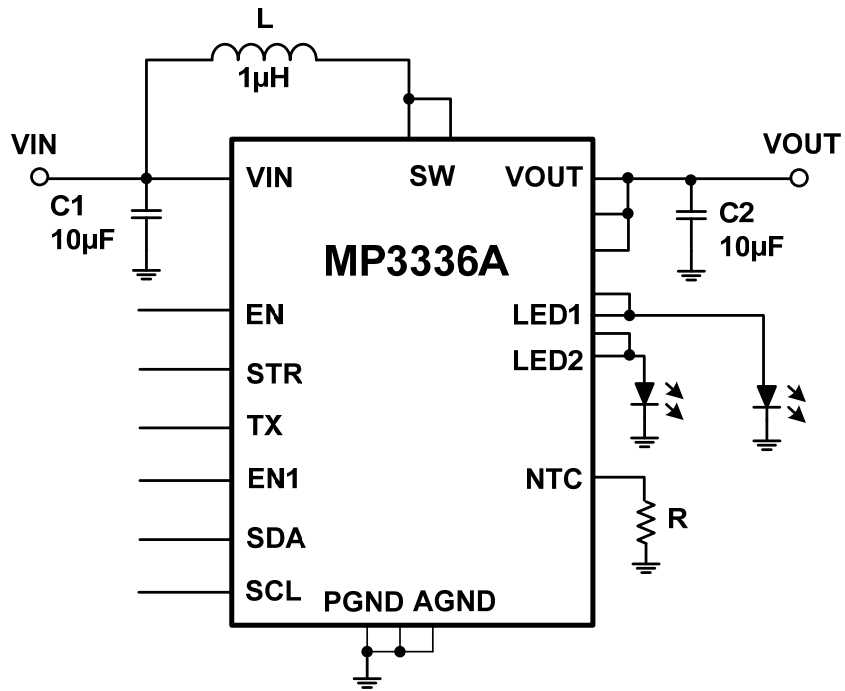 L
1µH
VIN
VOUT
VIN
SW
VOUT
C1
10µF
C2
10µF
MP3336A
EN
LED1
STR
LED2
TX
EN1
NTC
R
SDA
SCL
PGND AGND